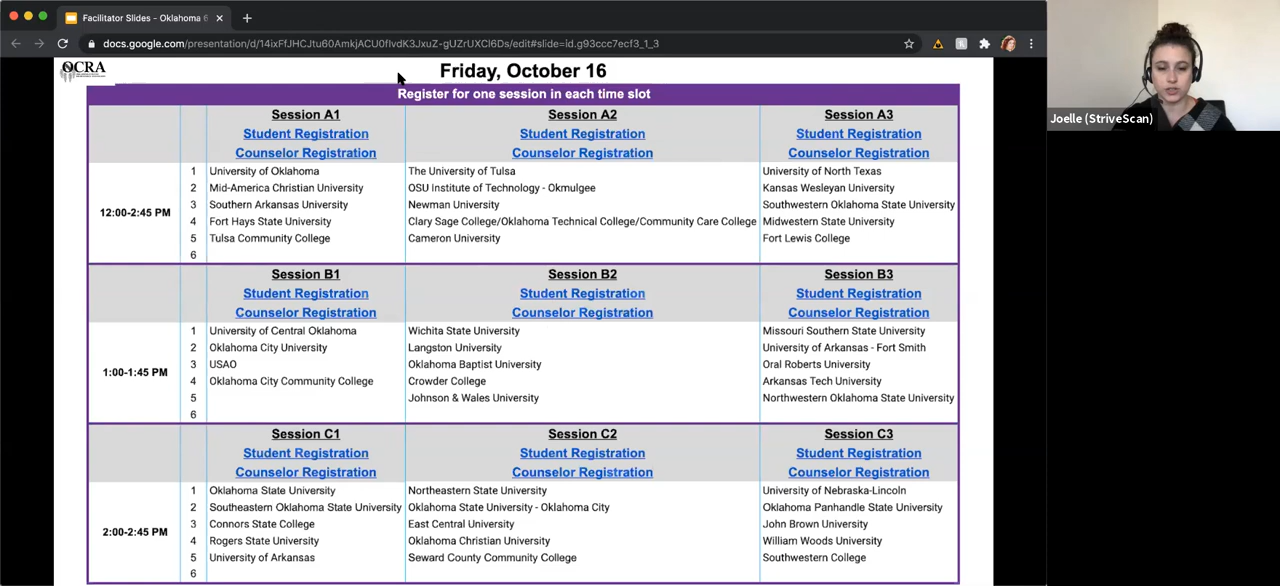 Facilitator Slides - Oklahoma 6
docs.google.com/presentation/d/14ixFfJHCJtu60AmkjACU0fIvdK3JxuZ-gUZrUXCl6Ds/edit#slide=id.g93ccc7ecf3_1_3
OCRA
Friday, October 16
Register for one session in each time slot
Joelle (StriveScan)
Session A1 Session A2 Session A3
Student Registration Student Registration Student Registration
Counselor Registration Counselor Registration Counselor Registration
12:00-2:45 PM
1 University of Oklahoma The University of Tulsa University of North Texas
2 Mid-America Christian University OSU Institute of Technology - Okmulgee Kansas Wesleyan University
3 Southern Arkansas University Newman University Southwestern Oklahoma State University
4 Fort Hays State University Clary Sage College/Oklahoma Technical College/Community Care College Midwestern State University
5 Tulsa Community College Cameron University Fort Lewis College
6
Session B1 Session B2 Session B3
Student Registration Student Registration Student Registration
Counselor Registration Counselor Registration Counselor Registration
1:00-1:45 PM
1 University of Central Oklahoma Wichita State University Missouri Southern State University
2 Oklahoma City University Langston University University of Arkansas - Fort Smith
3 USAO Oklahoma Baptist University Oral Roberts University
4 Oklahoma City Community College Crowder College Arkansas Tech University
5 Johnson & Wales University Northwestern Oklahoma State University
6
Session C1 Session C2 Session C3
Student Registration Student Registration Student Registration
Counselor Registration Counselor Registration Counselor Registration
2:00-2:45 PM
1 Oklahoma State University Northeastern State University University of Nebraska-Lincoln
2 Southeastern Oklahoma State University Oklahoma State University - Oklahoma City Oklahoma Panhandle State University
3 Connors State College East Central University John Brown University
4 Rogers State University Oklahoma Christian University William Woods University
5 University of Arkansas Seward County Community College Southwestern College
6